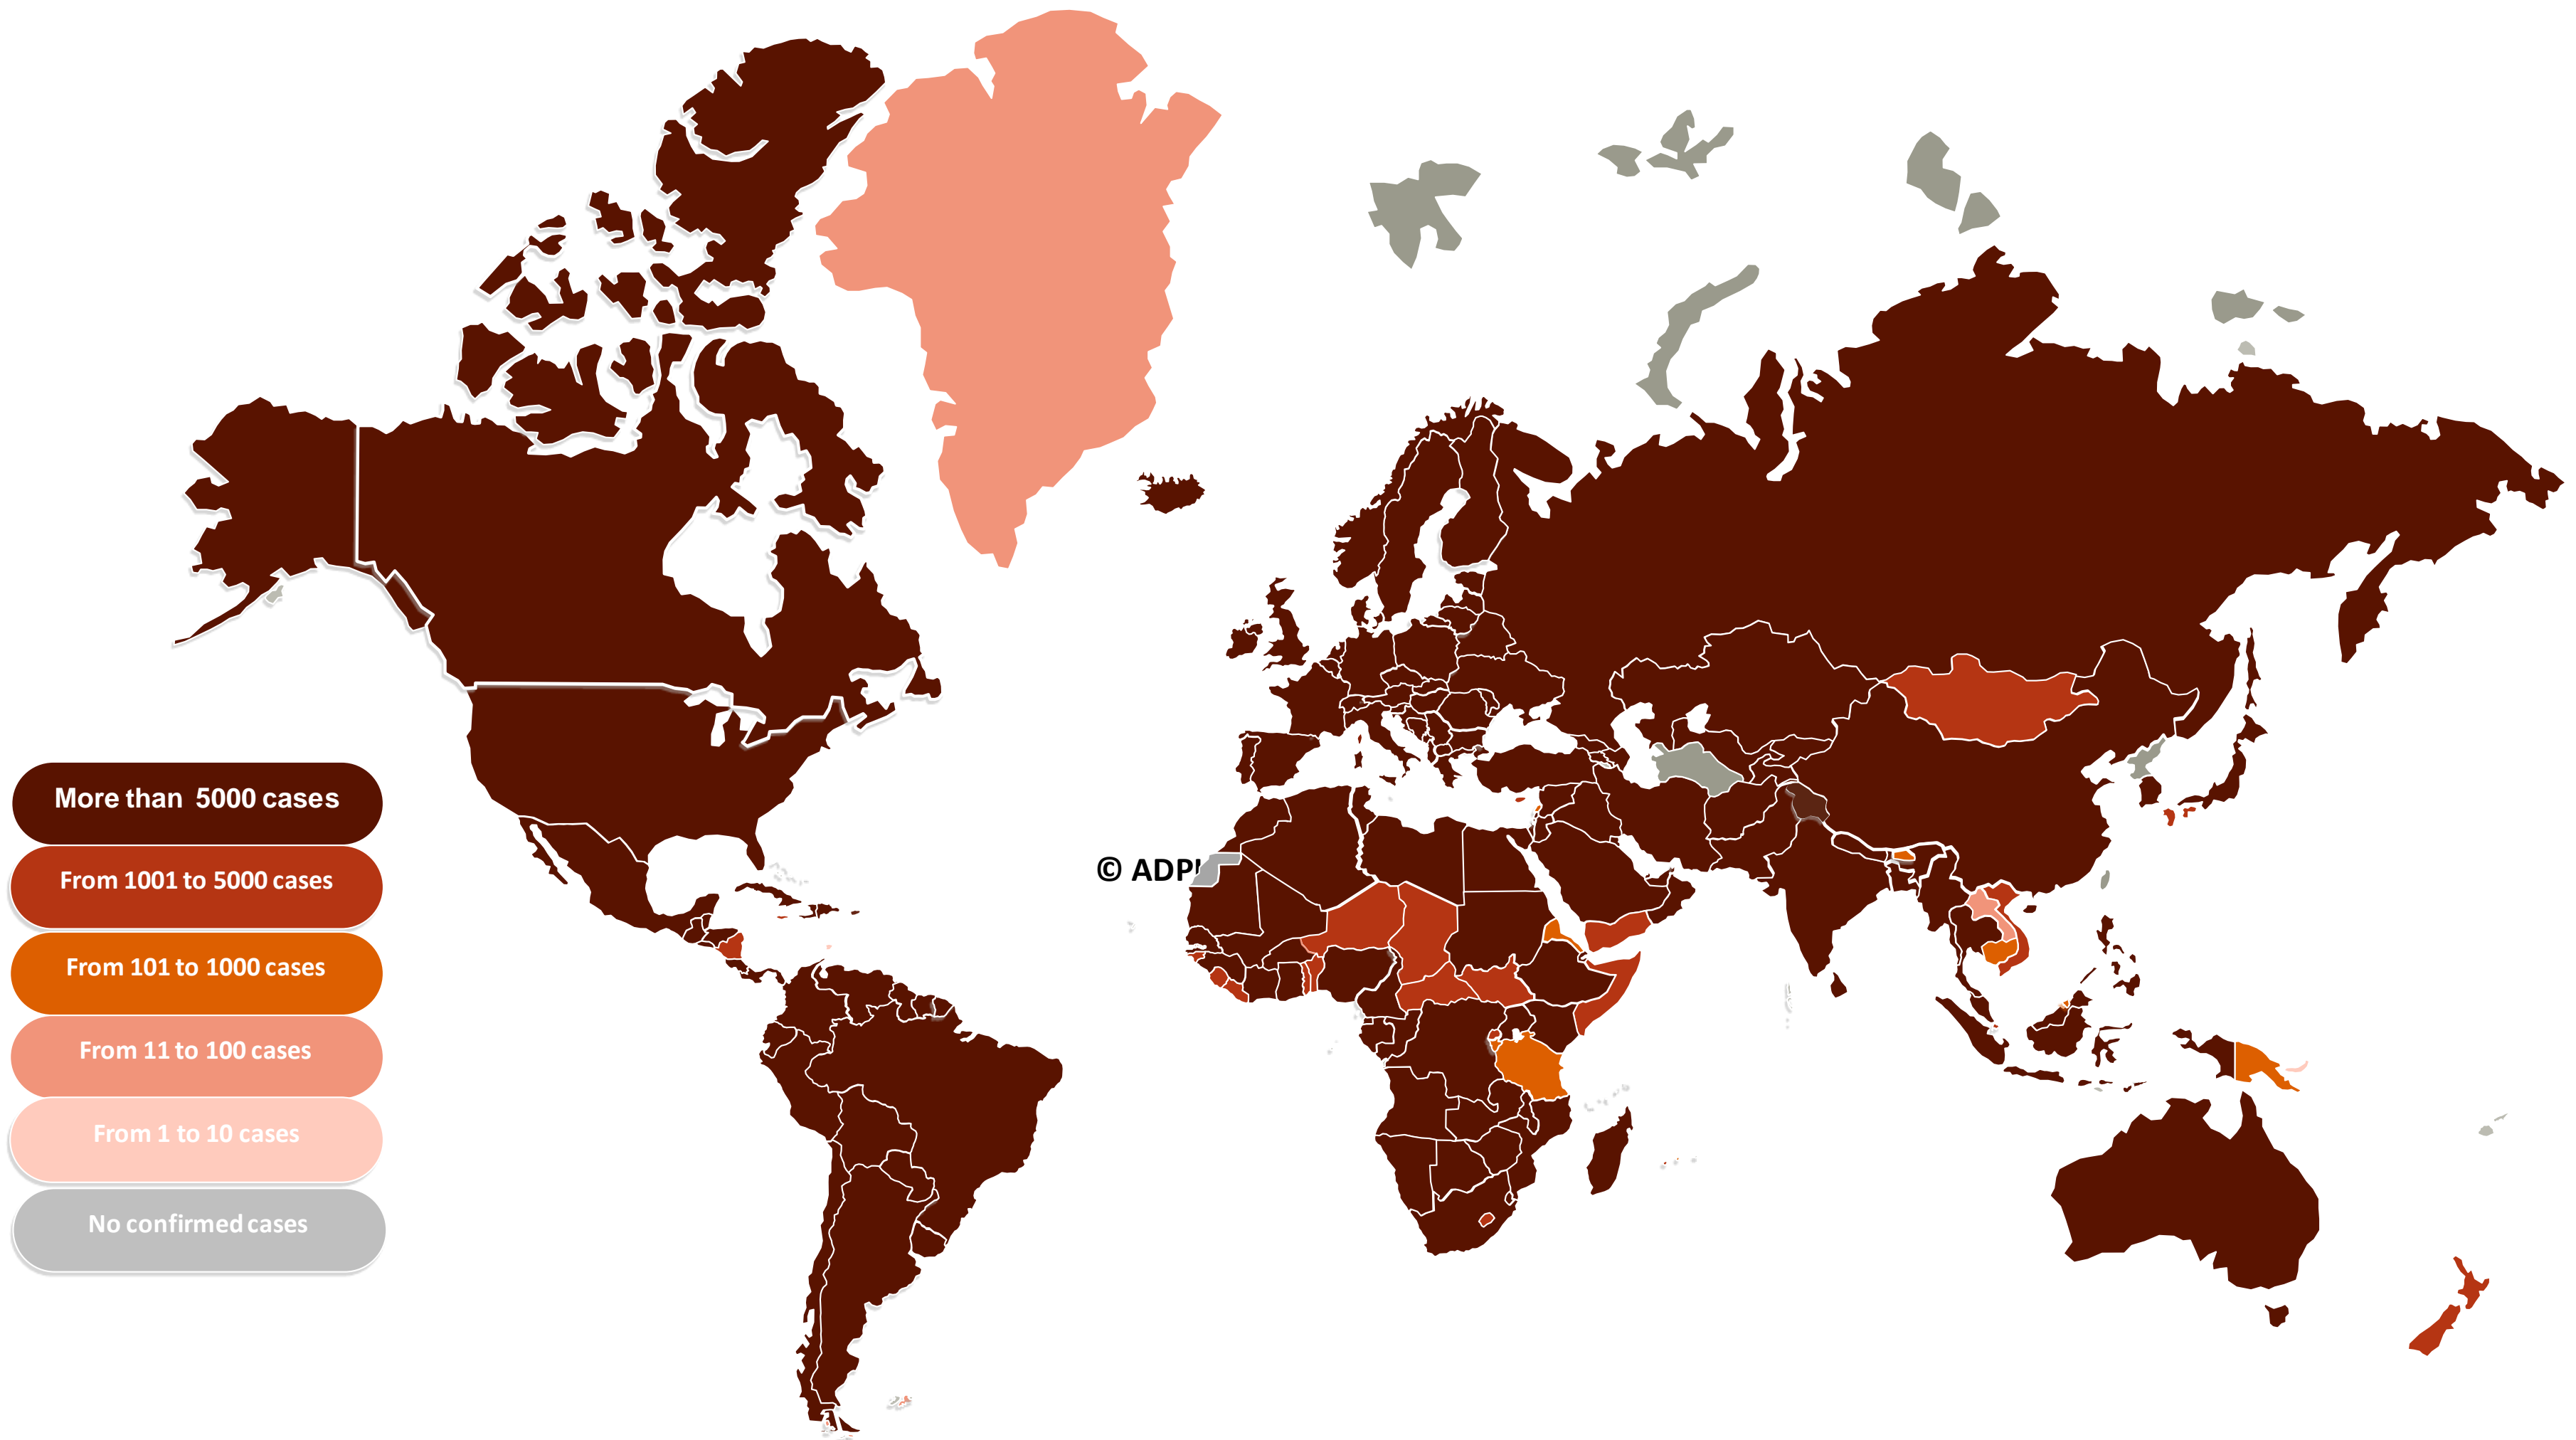 © ADPI
More than 5000 cases
From 1001 to 5000 cases
From 101 to 1000 cases
From 11 to 100 cases
From 1 to 10 cases
No confirmed cases